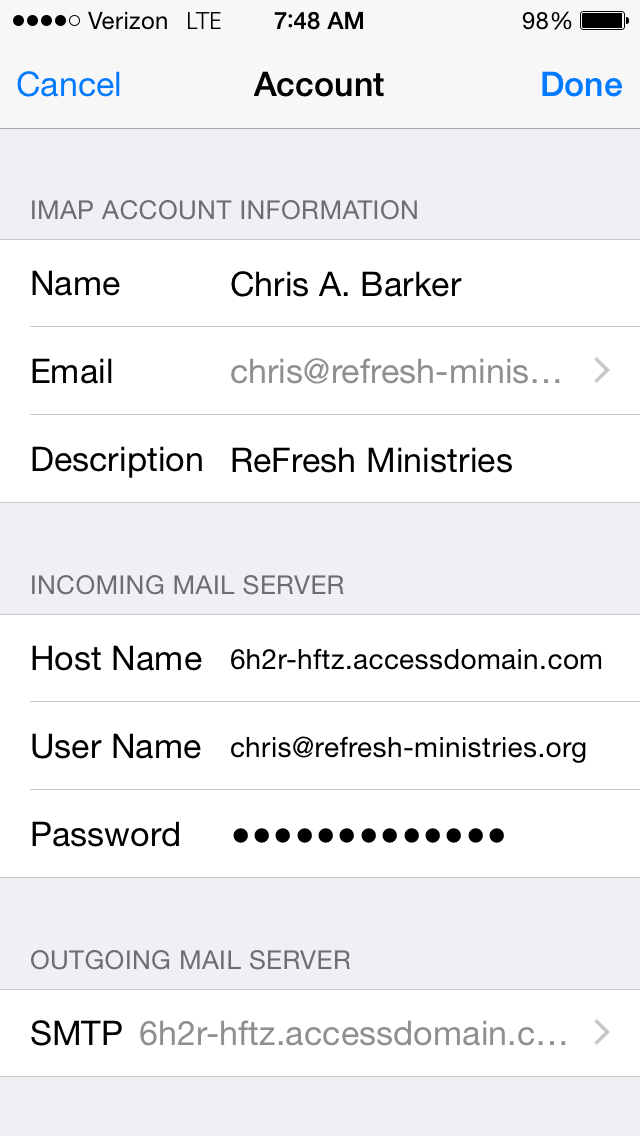 Verizon LTE 7:48 AM 98%
Cancel Account Done
IMAP ACCOUNT INFORMATION
Name Chris A. Barker
Email chris@refresh-minis...
Description ReFresh Ministries
INCOMING MAIL SERVER
Host Name 6h2r-hftz.accessdomain.com
User Name chris@refresh-ministries.org
Password ●●●●●●●●●●●●●
OUTGOING MAIL SERVER
SMTP 6h2r-hftz.accessdomain.c...